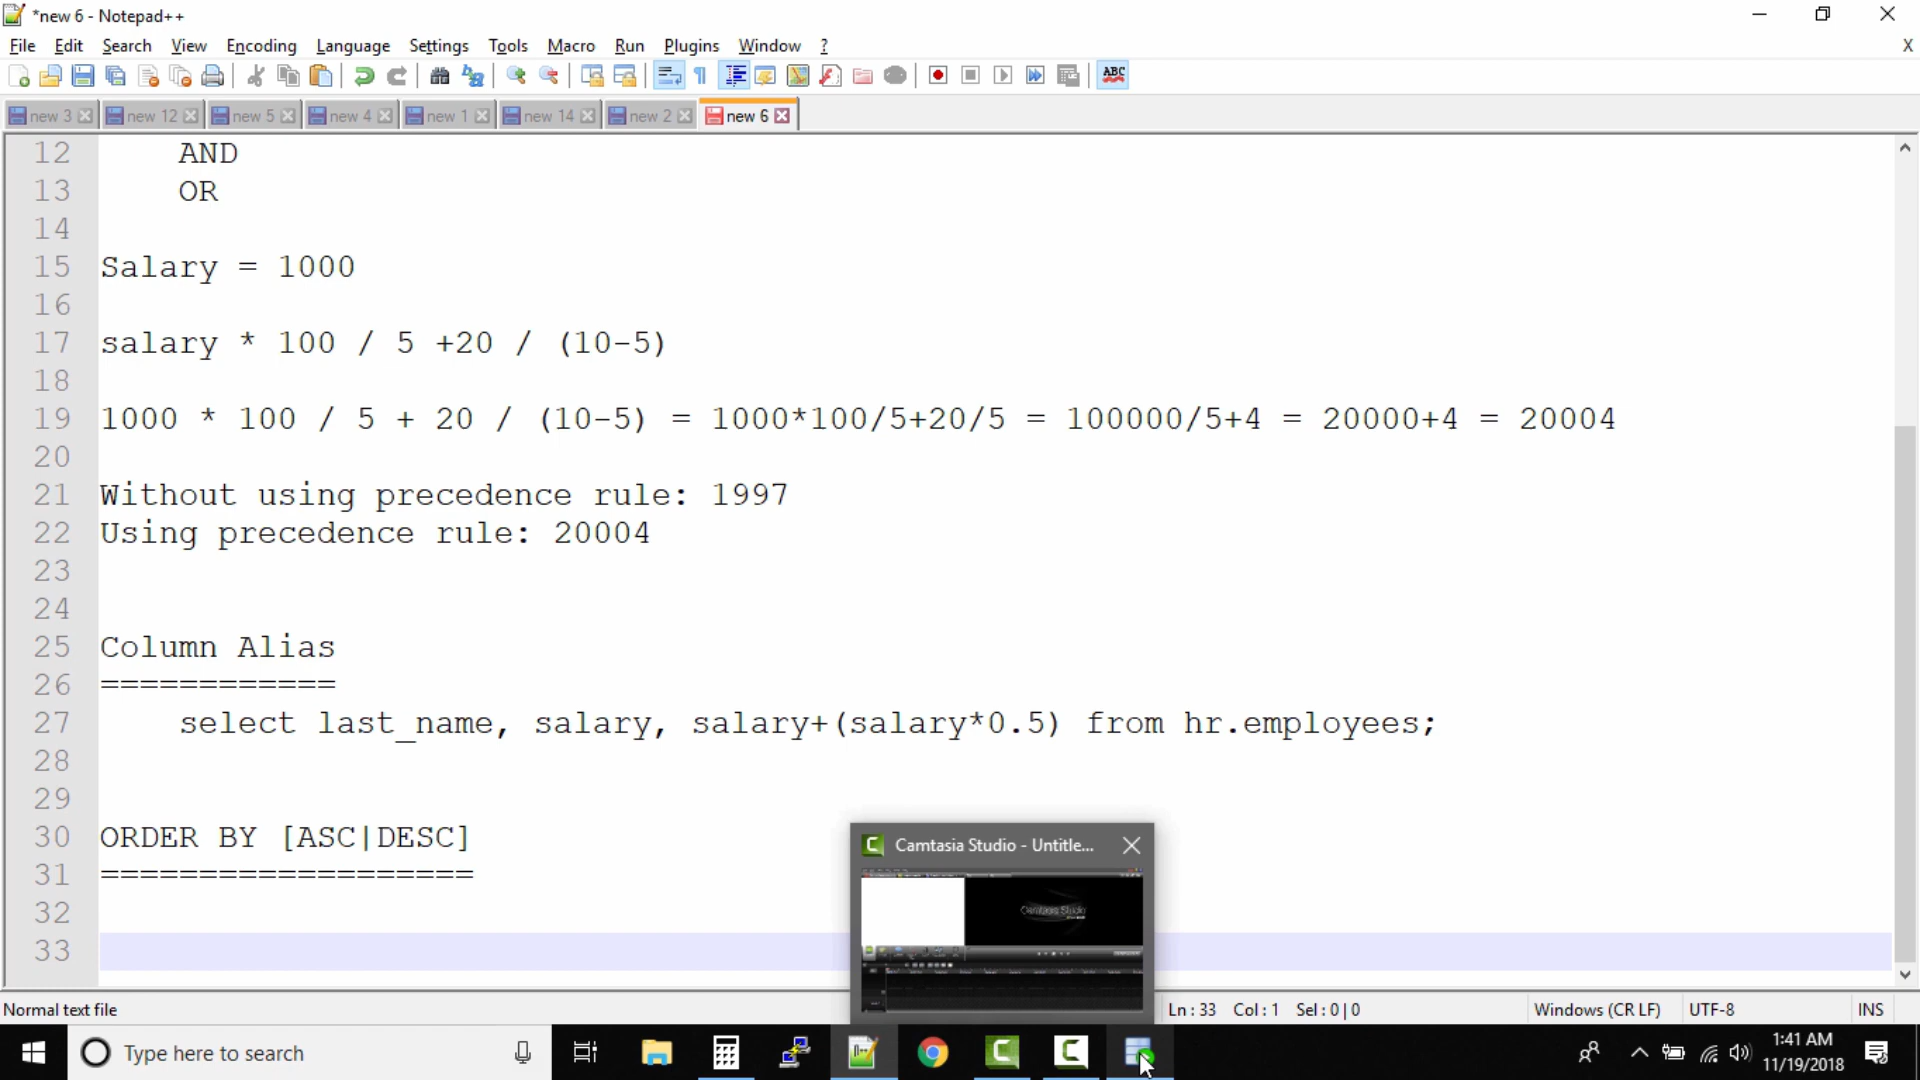 *new 6 - Notepad++
File Edit Search View Encoding Language Settings Tools Macro Run Plugins Window ? X
ABC
new 3 new 12 new 5 new 4 new 1 new 14 new 2 new 6
12 AND
13 OR
14
15 Salary = 1000
16
17 salary * 100 / 5 +20 / (10-5)
18
19 1000 * 100 / 5 + 20 / (10-5) = 1000*100/5+20/5 = 100000/5+4 = 20000+4 = 20004
20
21 Without using precedence rule: 1997
22 Using precedence rule: 20004
23
24
25 Column Alias
26 ============
27 select last_name, salary, salary+(salary*0.5) from hr.employees;
28
29
30 ORDER BY [ASC|DESC]
31 ===================
32
33
Camtasia Studio - Untitle...
Camtasia Studio
Normal text file Ln : 33 Col : 1 Sel : 0 | 0 Windows (CR LF) UTF-8 INS
Type here to search
1:41 AM
11/19/2018